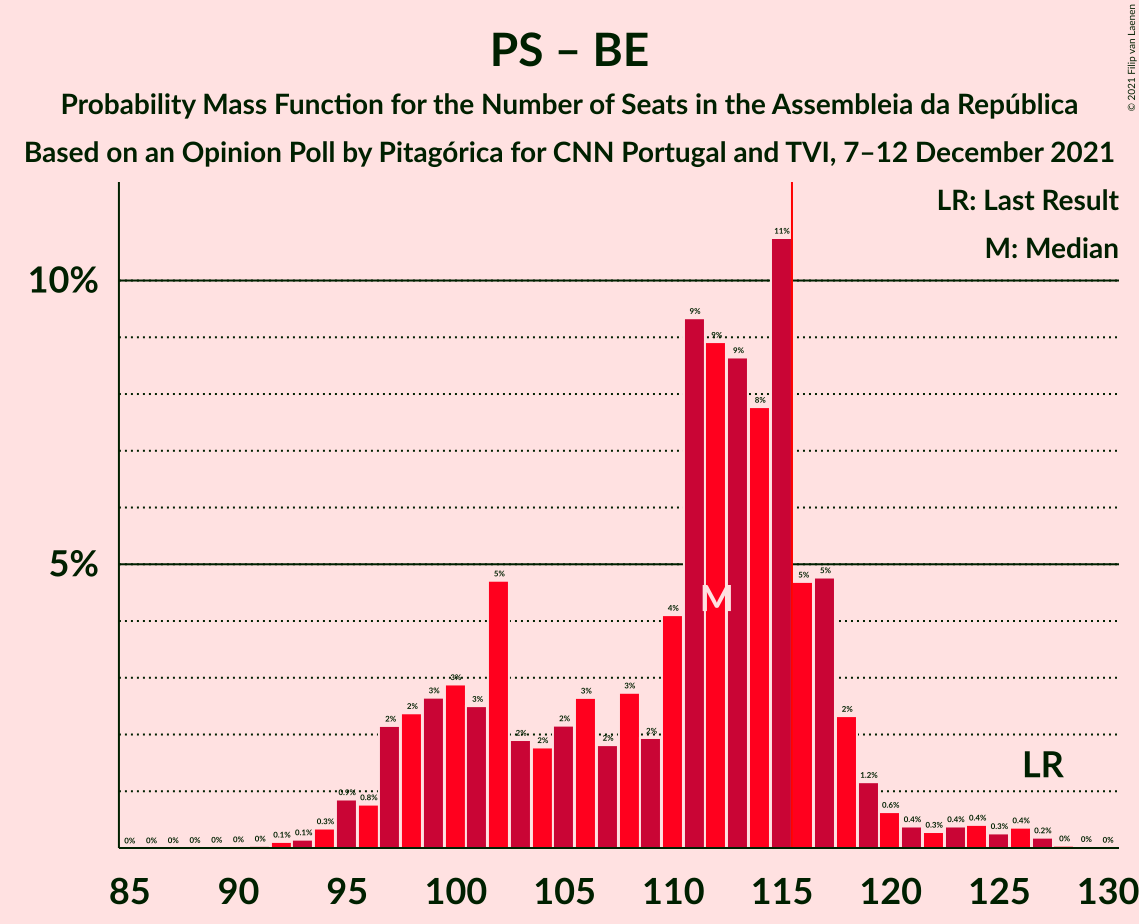 PS – BE
Probability Mass Function for the Number of Seats in the Assembleia da República
Based on an Opinion Poll by Pitagórica for CNN Portugal and TVI, 7–12 December 2021
© 2021 Filip van Laenen
LR: Last Result
M: Median
10%
5%
0% 0% 0% 0% 0% 0% 0% 0.1% 0.1% 0.3% 0.9% 0.8% 2% 2% 3% 3% 3% 5% 2% 2% 2% 3% 2% 3% 2% 4% 9% 9% 9% 8% 11% 5% 5% 2% 1.2% 0.6% 0.4% 0.3% 0.4% 0.4% 0.3% 0.4% 0.2% 0% 0% 0%
M
LR
85 90 95 100 105 110 115 120 125 130